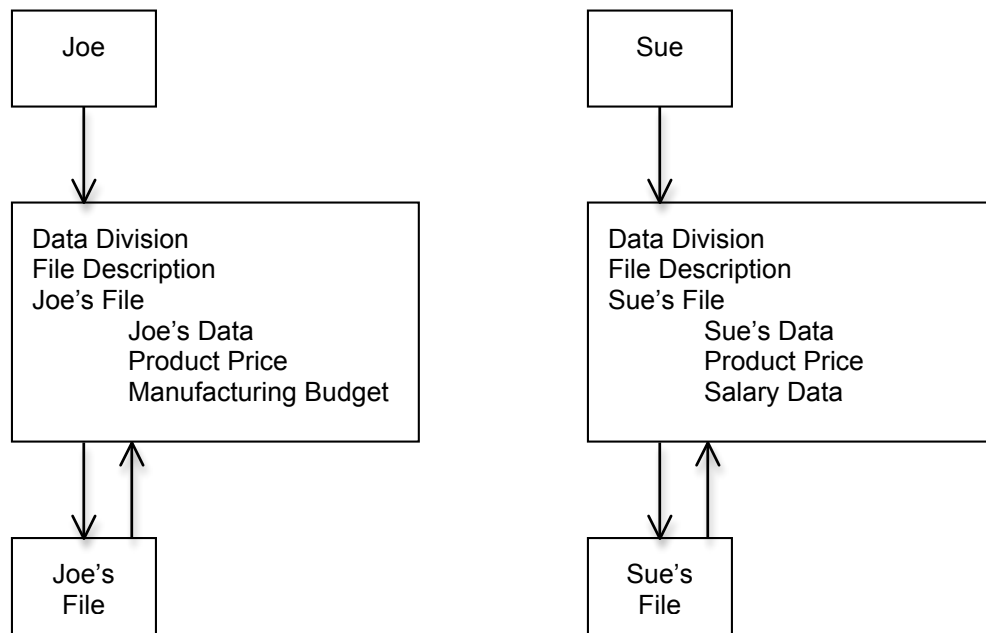 Joe
Data Division
File Description
Joe’s File
Joe’s Data
Product Price
Manufacturing Budget
Joe’s
File
Sue
Data Division
File Description
Sue’s File
Sue’s Data
Product Price
Salary Data
Sue’s
File